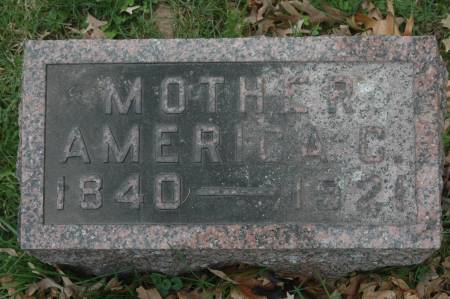 MOTHER
AMERICA C.
1840 — 1921